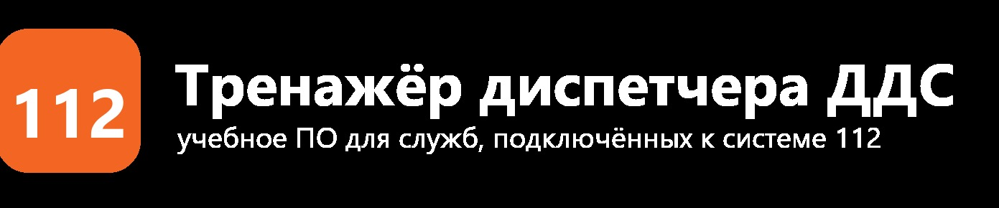 112
Тренажёр диспетчера ДДС
учебное ПО для служб, подключённых к системе 112